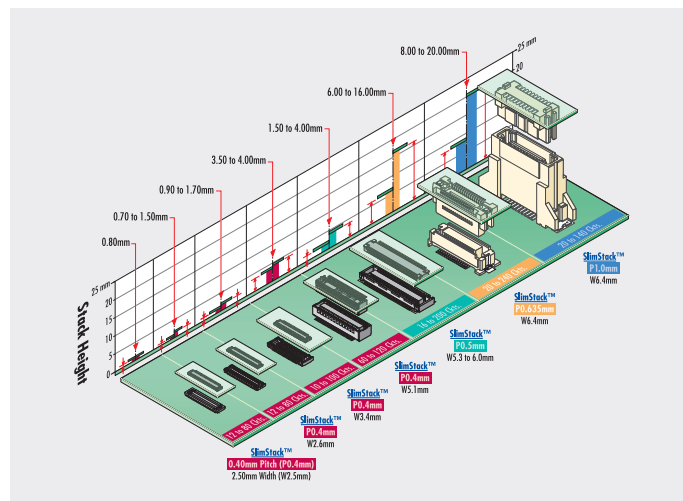 8.00 to 20.00mm
25 mm
20
6.00 to 16.00mm
1.50 to 4.00mm
3.50 to 4.00mm
0.90 to 1.70mm
0.70 to 1.50mm
0.80mm
25 mm
20
15
10
5
0
Stack Height
20 to 140 Ckts.
20 to 240 Ckts.
16 to 200 Ckts.
60 to 120 Ckts.
10 to 100 Ckts.
12 to 80 Ckts.
12 to 80 Ckts.
SlimStack™
P1.0mm
W6.4mm
SlimStack™
P0.635mm
W6.4mm
SlimStack™
P0.5mm
W5.3 to 6.0mm
SlimStack™
P0.4mm
W5.1mm
SlimStack™
P0.4mm
W3.4mm
SlimStack™
P0.4mm
W2.6mm
SlimStack™
0.40mm Pitch (P0.4mm)
2.50mm Width (W2.5mm)